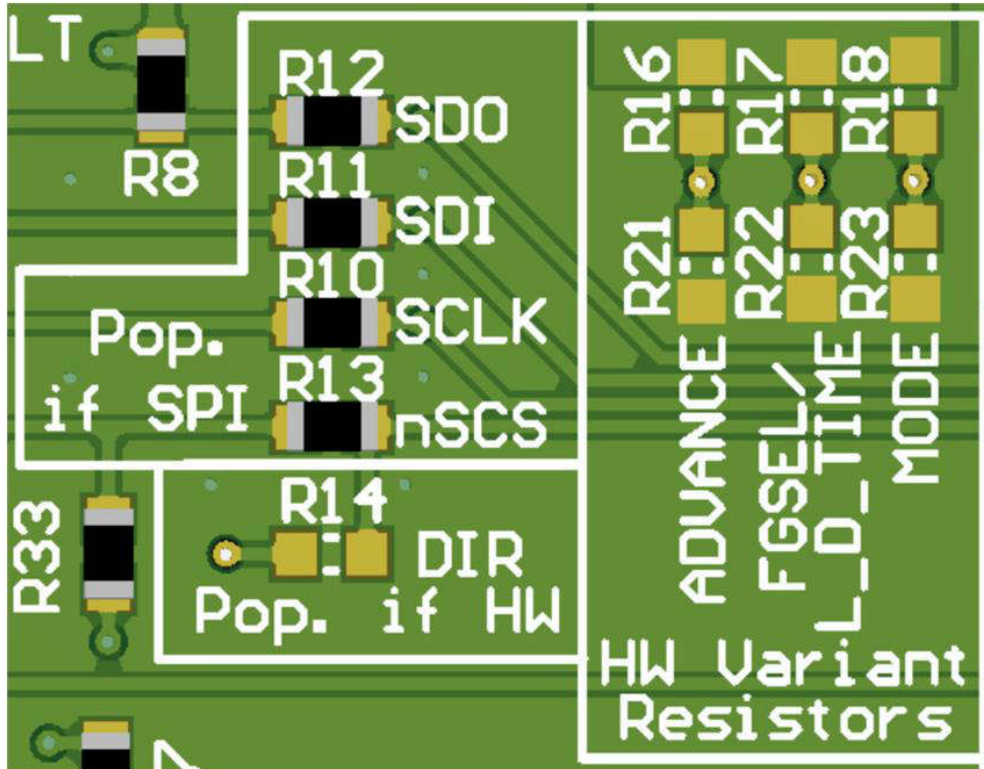 LT
R8
R12
SDO
R11
SDI
R10
SCLK
R13
nSCS
Pop.
if SPI
R33
R14
DIR
Pop. if HW
R16
R17
R18
R21
R22
R23
ADVANCE
FGSEL/
L_D_TIME
MODE
HW Variant
Resistors